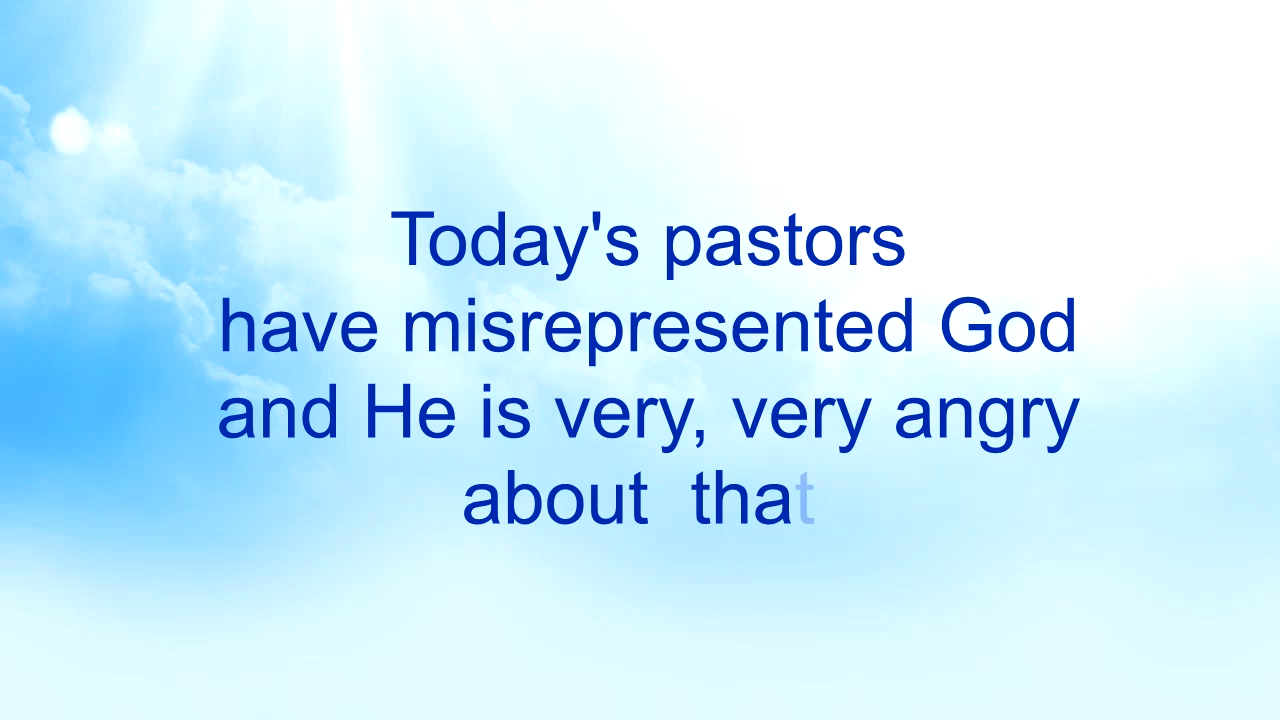 Today's pastors
have misrepresented God
and He is very, very angry
about  that